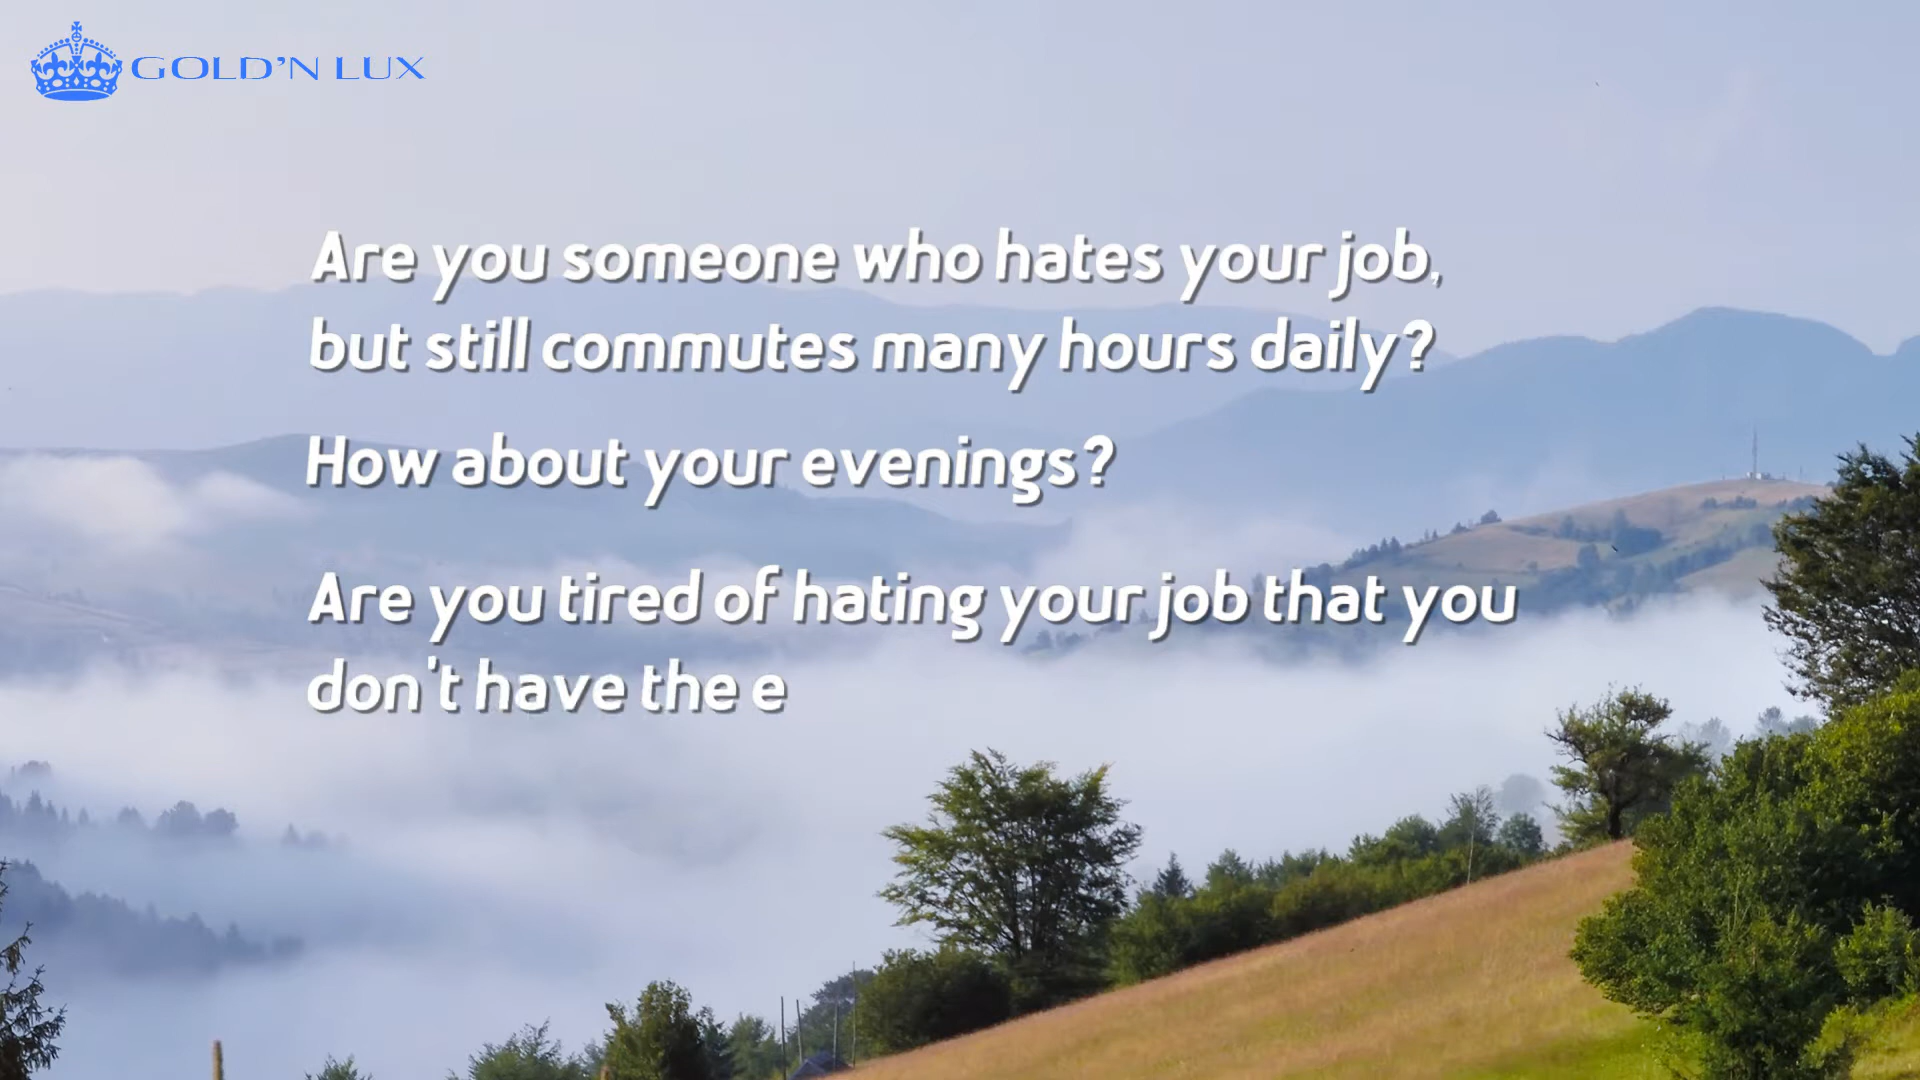 GOLD'N LUX
Are you someone who hates your job,
but still commutes many hours daily?
How about your evenings?
Are you tired of hating your job that you
don't have the e